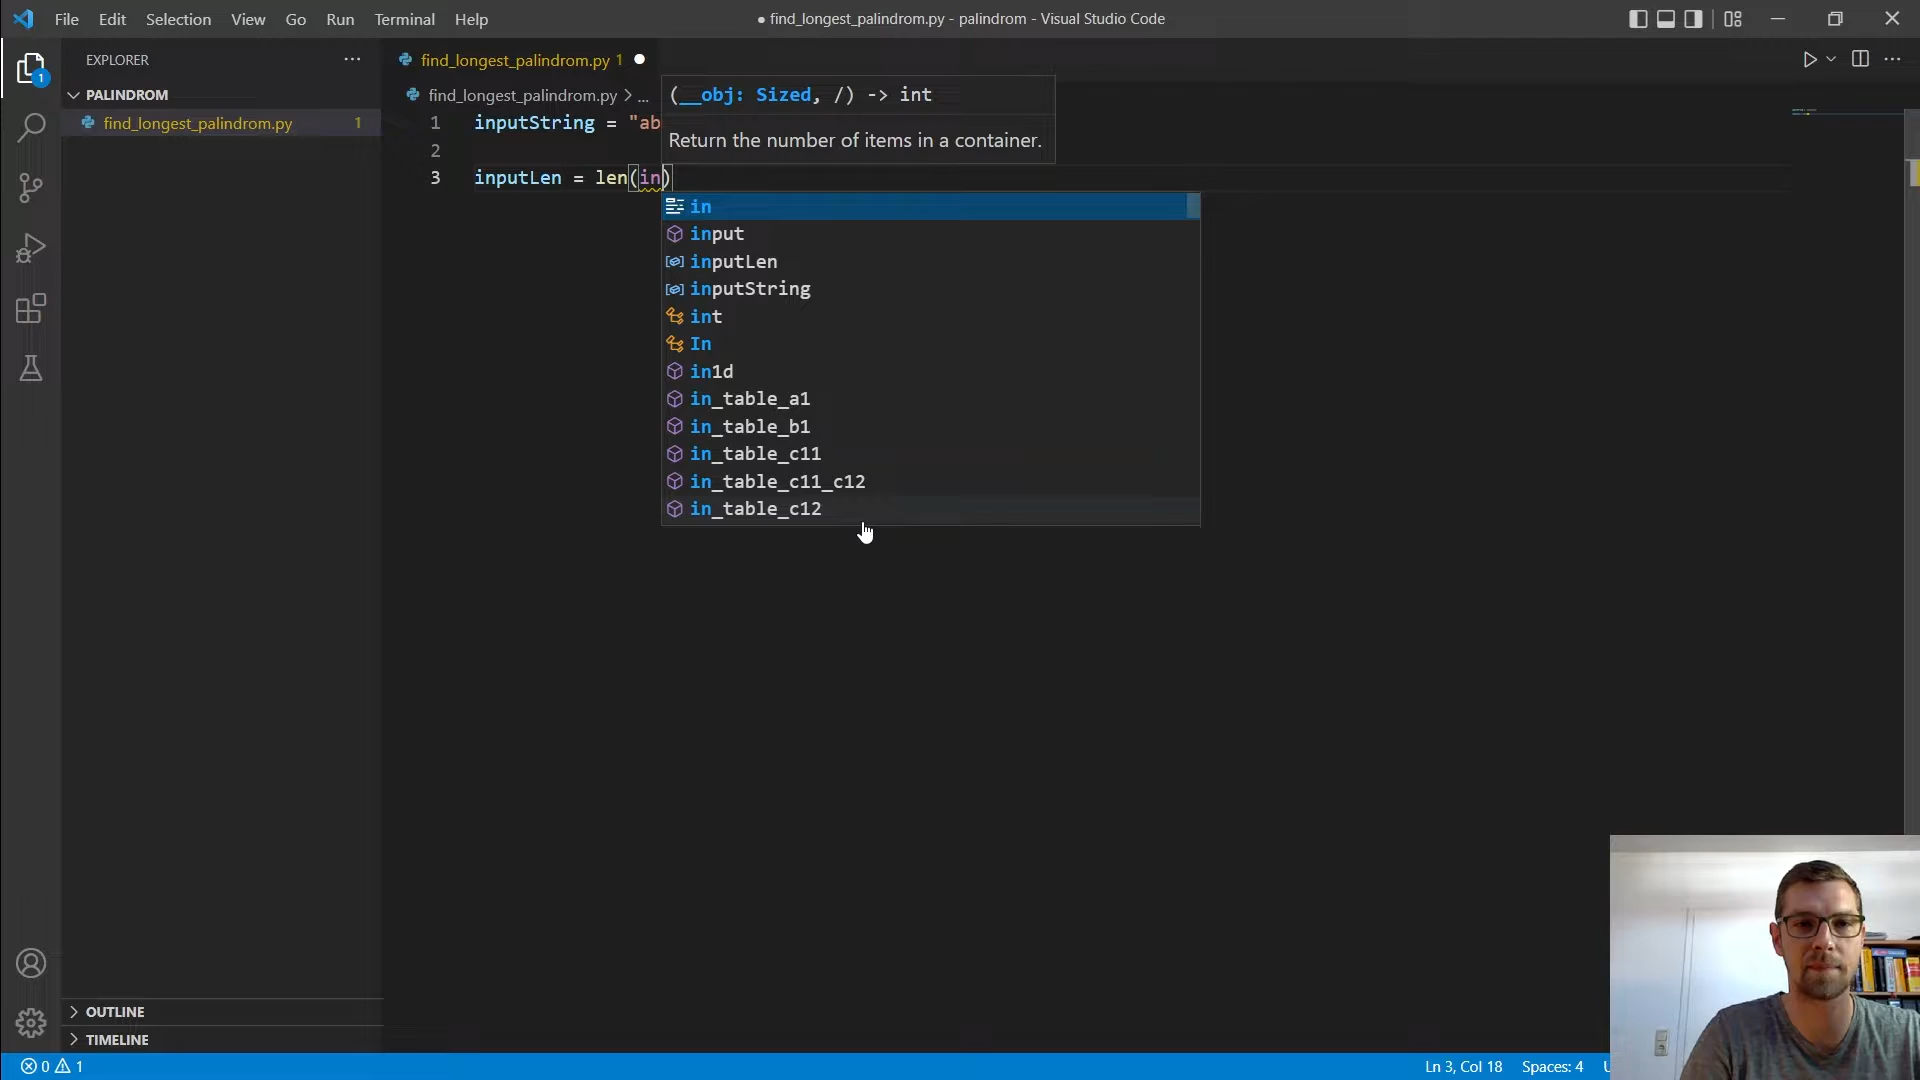 File Edit Selection View Go Run Terminal Help
● find_longest_palindrom.py - palindrom - Visual Studio Code
EXPLORER
1
PALINDROM
find_longest_palindrom.py 1
find_longest_palindrom.py 1
find_longest_palindrom.py > ...
(__obj: Sized, /) -> int
Return the number of items in a container.
1 inputString = "ab
2
3 inputLen = len(in)
in
input
inputLen
inputString
int
In
in1d
in_table_a1
in_table_b1
in_table_c11
in_table_c11_c12
in_table_c12
OUTLINE
TIMELINE
0 1
Ln 3, Col 18 Spaces: 4